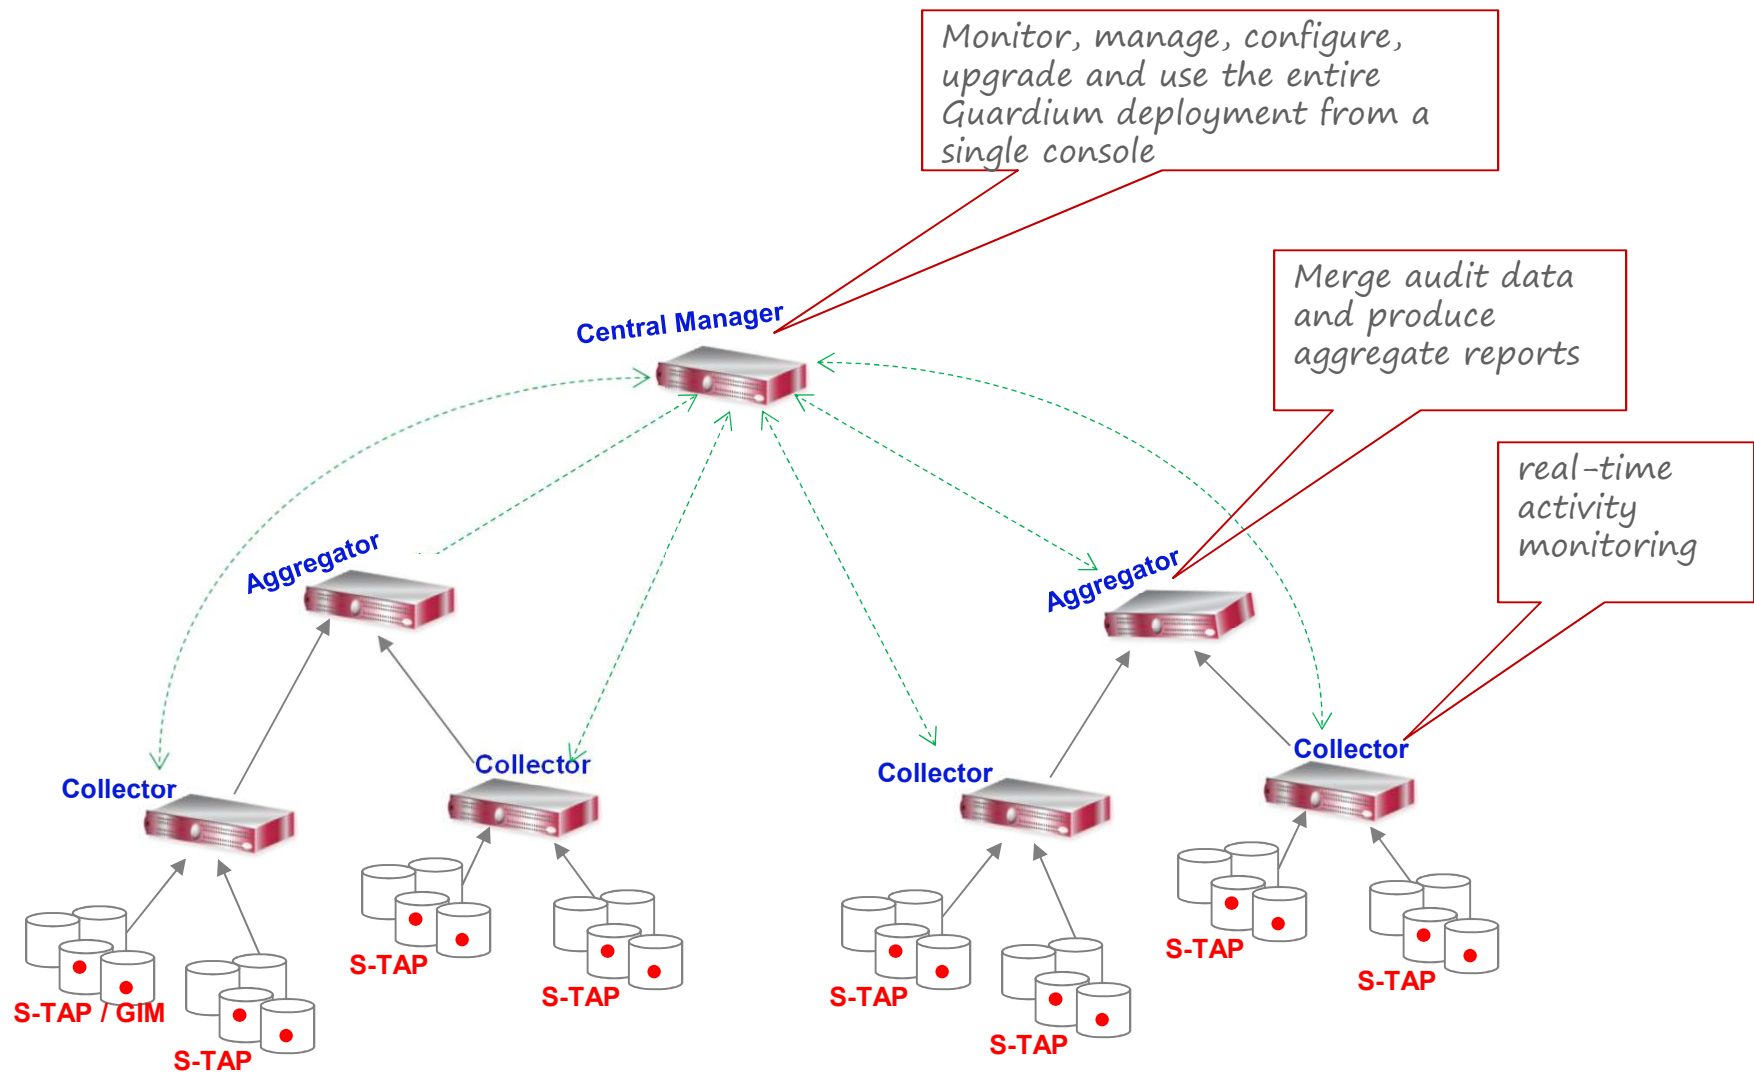 Monitor, manage, configure,
upgrade and use the entire
Guardium deployment from a
single console
Merge audit data
and produce
aggregate reports
Central Manager
real-time
activity
monitoring
Aggregator
Aggregator
Collector
Collector
Collector
Collector
S-TAP / GIM
S-TAP
S-TAP
S-TAP
S-TAP
S-TAP
S-TAP
S-TAP